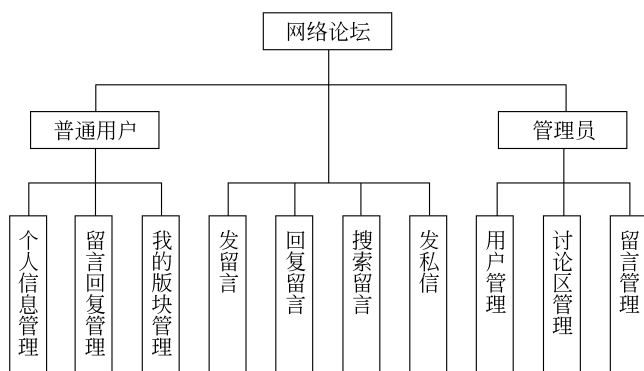 网络论坛
普通用户
管理员
个人信息管理
留言回复管理
我的版块管理
发留言
回复留言
搜索留言
发私信
用户管理
讨论区管理
留言管理